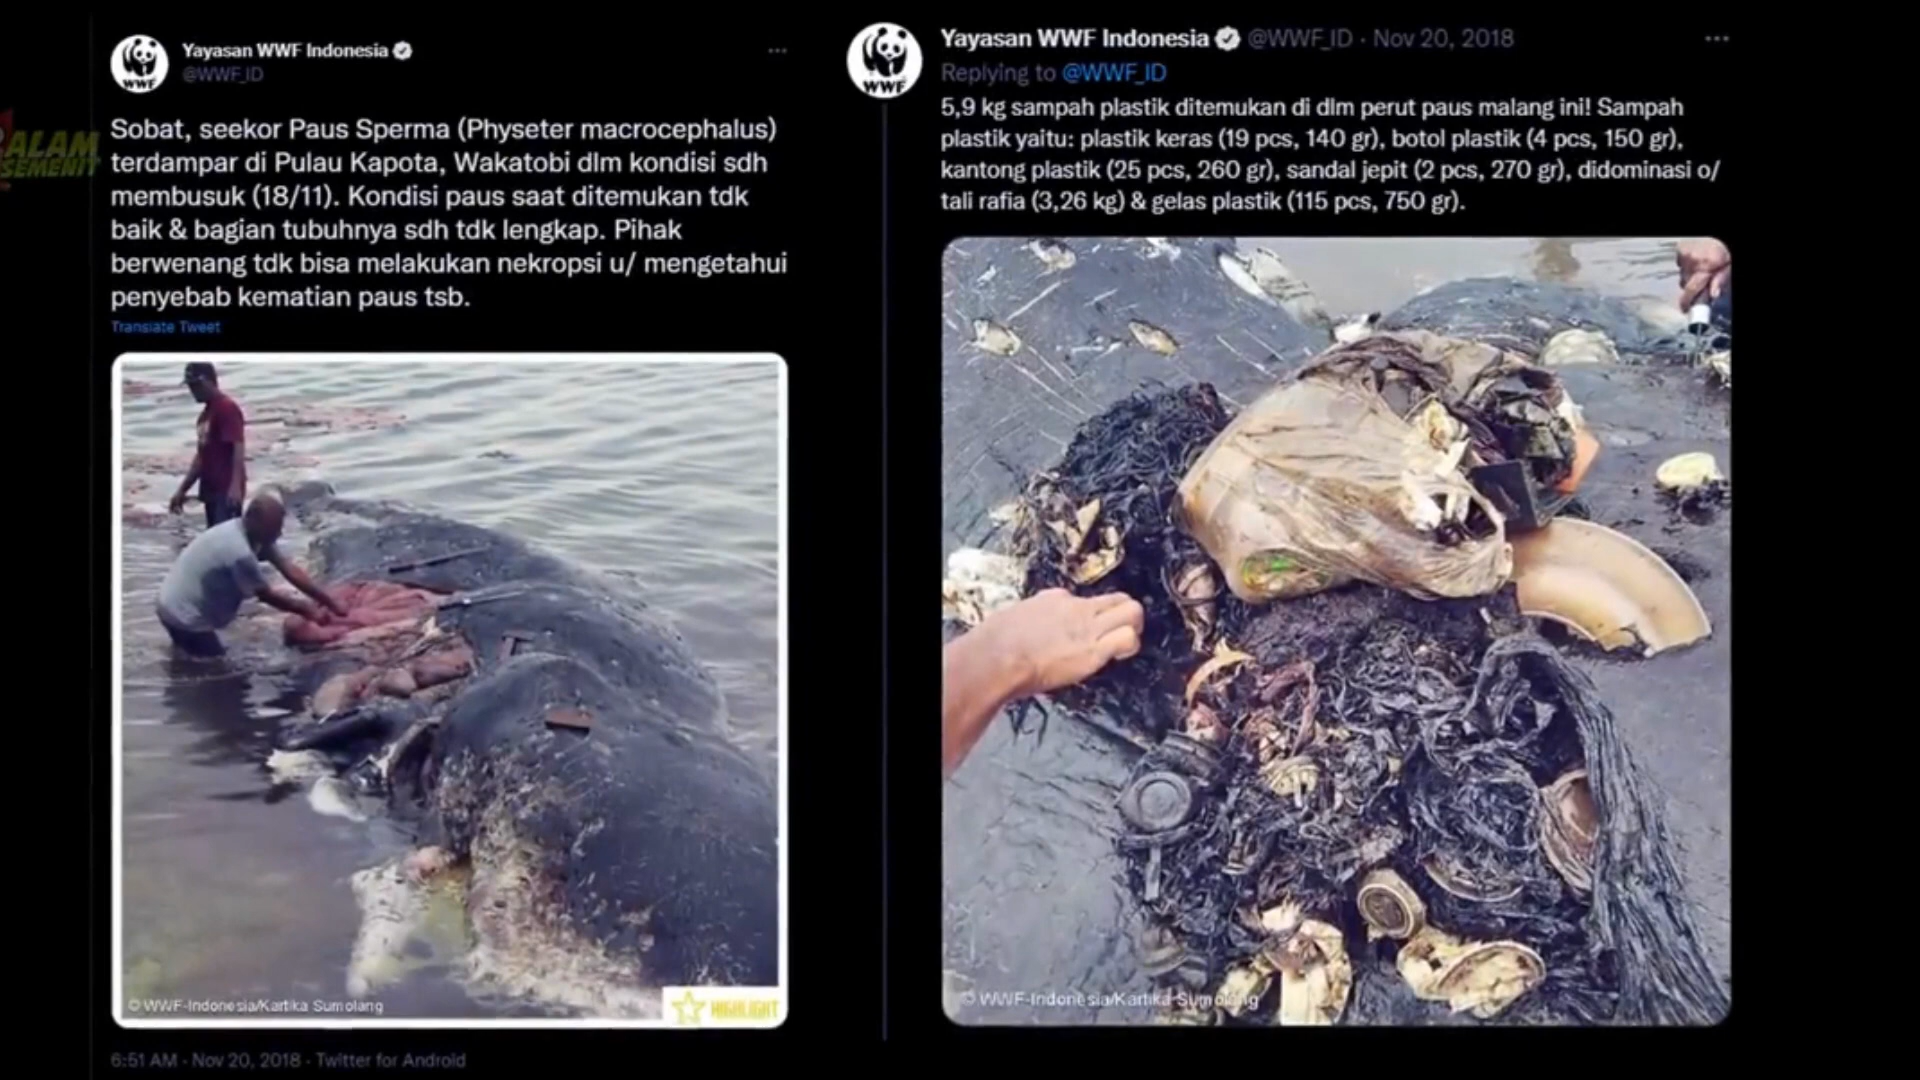 Yayasan WWF Indonesia
@WWF_ID
Sobat, seekor Paus Sperma (Physeter macrocephalus)
terdampar di Pulau Kapota, Wakatobi dlm kondisi sdh
membusuk (18/11). Kondisi paus saat ditemukan tdk
baik & bagian tubuhnya sdh tdk lengkap. Pihak
berwenang tdk bisa melakukan nekropsi u/ mengetahui
penyebab kematian paus tsb.
Translate Tweet
© WWF-Indonesia/Kartika Sumolang
HIGHLIGHT
6:51 AM · Nov 20, 2018 · Twitter for Android
ALAM
SEMENIT
WWF
Yayasan WWF Indonesia @WWF_ID · Nov 20, 2018
Replying to @WWF_ID
5,9 kg sampah plastik ditemukan di dlm perut paus malang ini! Sampah
plastik yaitu: plastik keras (19 pcs, 140 gr), botol plastik (4 pcs, 150 gr),
kantong plastik (25 pcs, 260 gr), sandal jepit (2 pcs, 270 gr), didominasi o/
tali rafia (3,26 kg) & gelas plastik (115 pcs, 750 gr).
© WWF-Indonesia/Kartika Sumolang
WWF